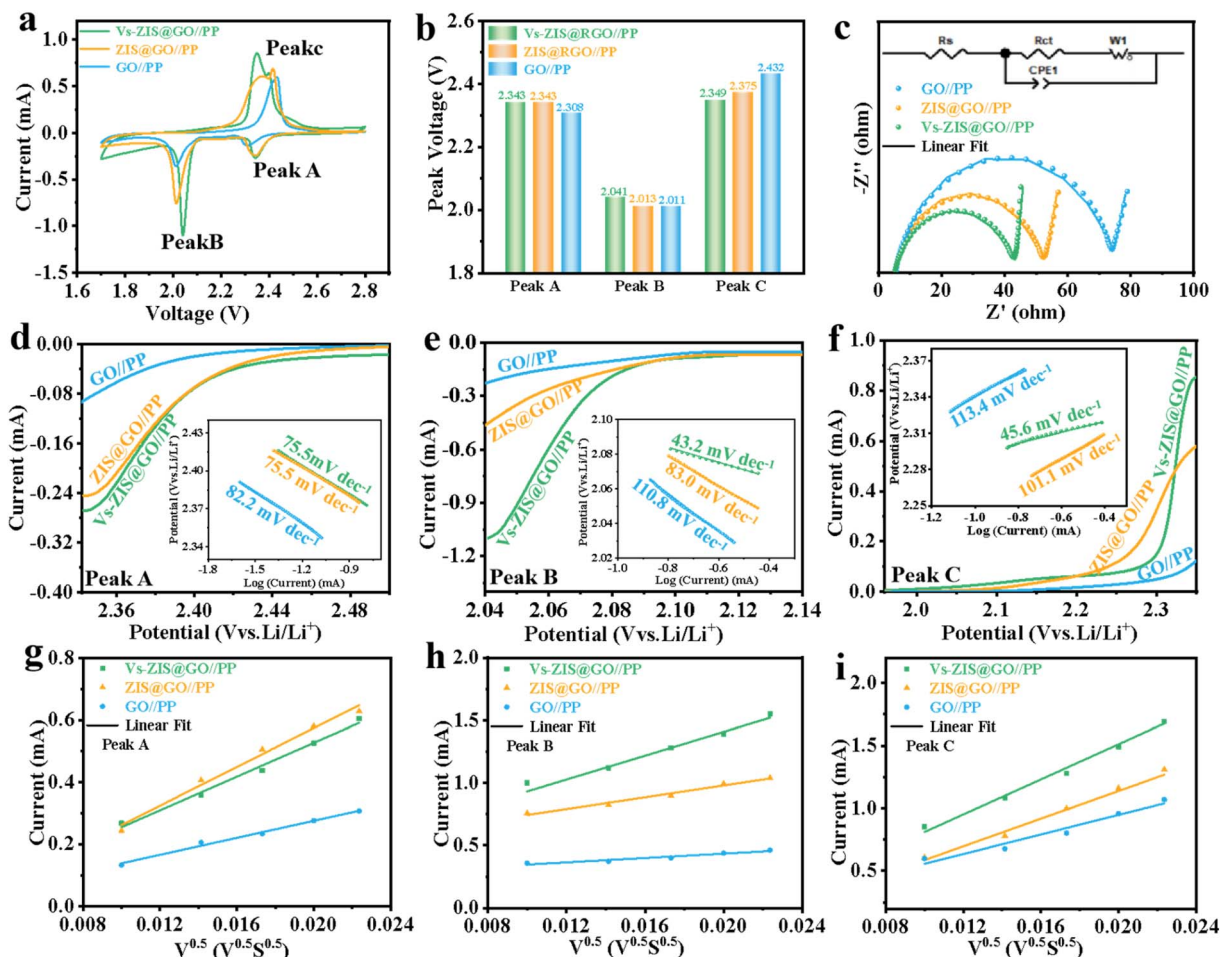 a
Vs-ZIS@GO//PP
ZIS@GO//PP
GO//PP
Peakc
Peak A
PeakB
Current (mA)
1.0
0.5
0.0
-0.5
-1.0
-1.5
1.6 2.0 2.4 2.8
Voltage (V)
b
Vs-ZIS@RGO//PP
ZIS@RGO//PP
GO//PP
Peak Voltage (V)
2.6
2.4
2.2
2.0
1.8
2.343 2.343 2.308
2.041 2.013 2.011
2.349 2.375 2.432
Peak A Peak B Peak C
c
Rs Rct W1
CPE1
GO//PP
ZIS@GO//PP
Vs-ZIS@GO//PP
Linear Fit
-Z'' (ohm)
0 20 40 60 80 100
Z' (ohm)
d
GO//PP
ZIS@GO//PP
Vs-ZIS@GO//PP
Peak A
Current (mA)
0.00
-0.08
-0.16
-0.24
-0.32
-0.40
2.36 2.40 2.44 2.48
Potential (Vvs.Li/Li+)
Potential (Vvs.Li/Li+)
2.43
2.40
2.37
2.34
75.5mV dec-1
75.5 mV dec-1
82.2 mV dec-1
-1.8 -1.5 -1.2 -0.9
Log (Current) (mA)
e
GO//PP
ZIS@GO//PP
Vs-ZIS@GO//PP
Peak B
Current (mA)
0.0
-0.3
-0.6
-0.9
-1.2
2.04 2.06 2.08 2.10 2.12 2.14
Potential (Vvs.Li/Li+)
Potential (Vvs.Li/Li+)
2.10
2.08
2.06
2.04
2.02
43.2 mV dec-1
83.0 mV dec-1
110.8 mV dec-1
-1.0 -0.8 -0.6 -0.4
Log (Current) (mA)
f
Vs-ZIS@GO//PP
ZIS@GO//PP
GO//PP
Peak C
Current (mA)
1.0
0.8
0.6
0.4
0.2
0.0
2.0 2.1 2.2 2.3
Potential (Vvs.Li/Li+)
Potential (Vvs.Li/Li+)
2.37
2.34
2.31
2.28
2.25
113.4 mV dec-1
45.6 mV dec-1
101.1 mV dec-1
-1.2 -1.0 -0.8 -0.6 -0.4
Log (Current) (mA)
g
Vs-ZIS@GO//PP
ZIS@GO//PP
GO//PP
Linear Fit
Peak A
Current (mA)
0.8
0.6
0.4
0.2
0.0
0.008 0.012 0.016 0.020 0.024
V0.5 (V0.5S0.5)
h
Vs-ZIS@GO//PP
ZIS@GO//PP
GO//PP
Linear Fit
Peak B
Current (mA)
2.0
1.5
1.0
0.5
0.0
0.008 0.012 0.016 0.020 0.024
V0.5 (V0.5S0.5)
i
Vs-ZIS@GO//PP
ZIS@GO//PP
GO//PP
Linear Fit
Peak C
Current (mA)
2.0
1.5
1.0
0.5
0.008 0.012 0.016 0.020 0.024
V0.5 (V0.5S0.5)